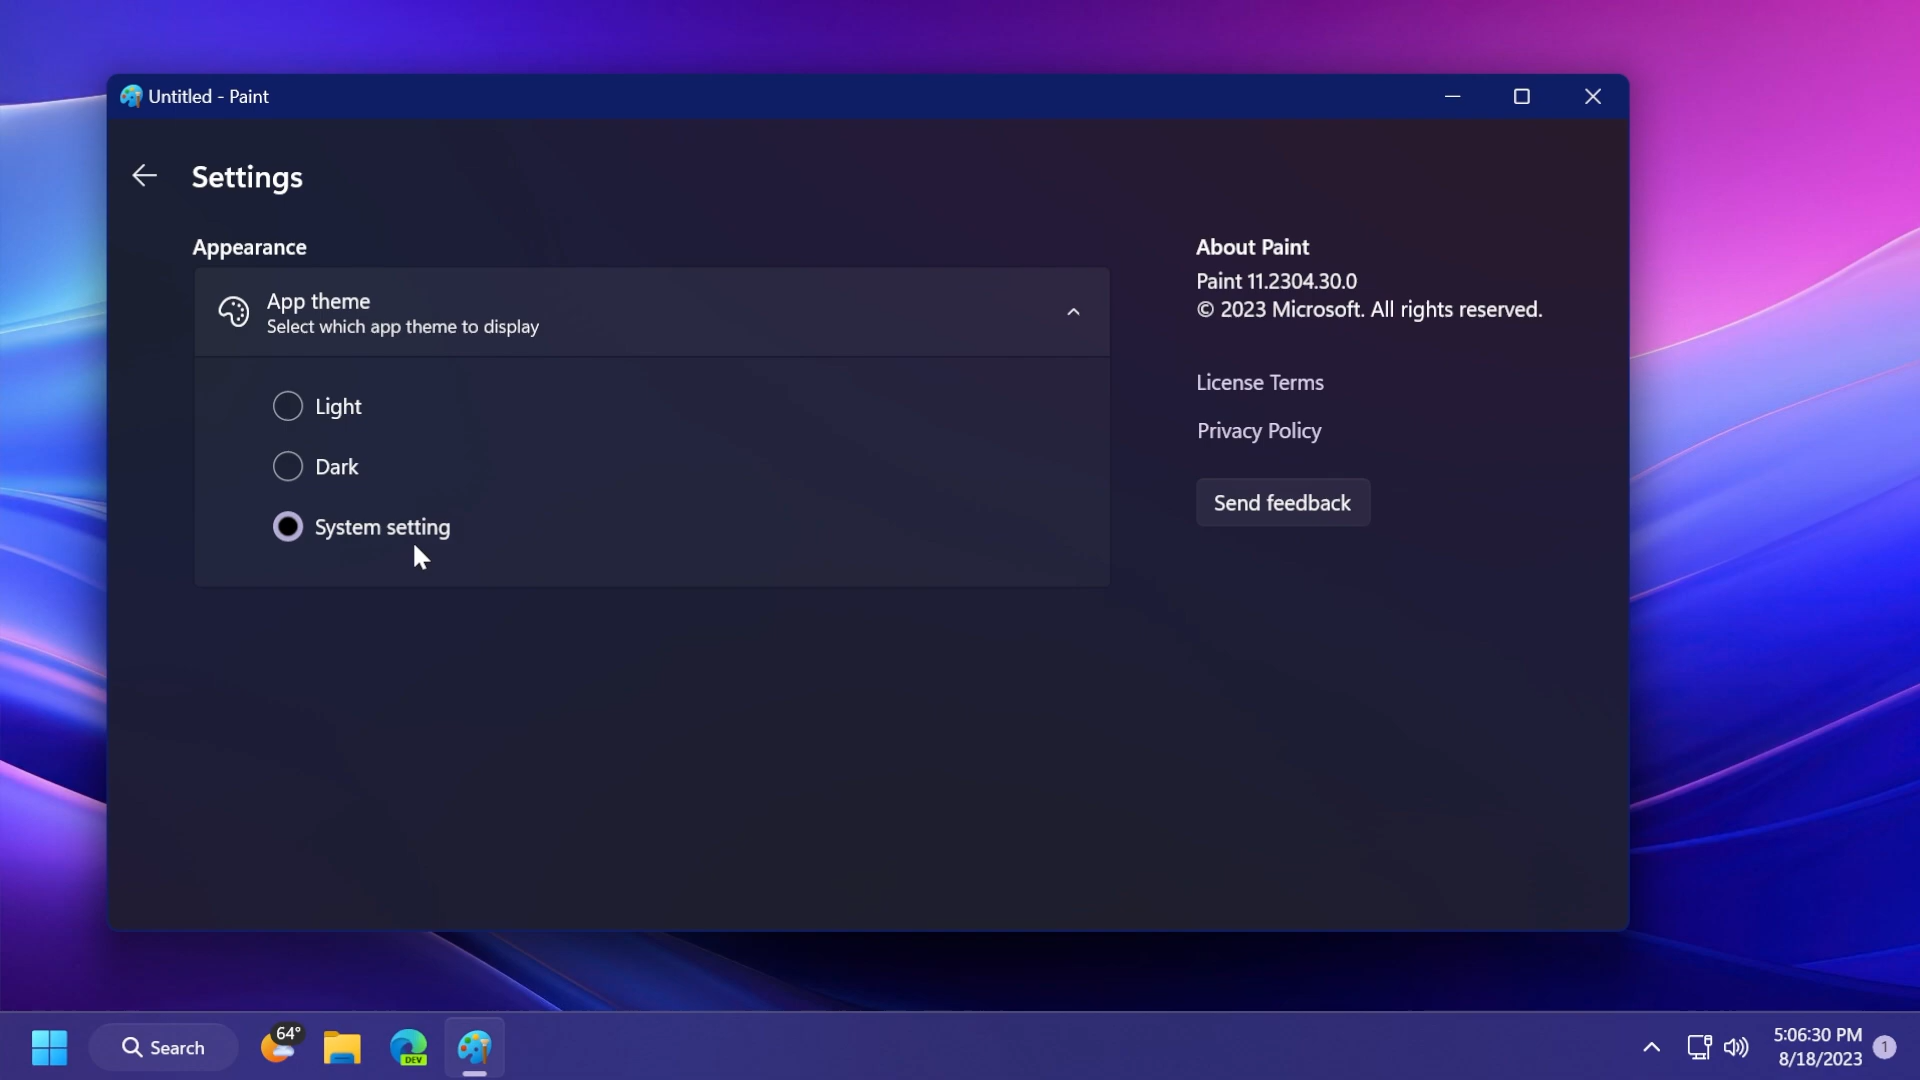 Untitled - Paint
Settings
Appearance
App theme
Select which app theme to display
Light
Dark
System setting
About Paint
Paint 11.2304.30.0
© 2023 Microsoft. All rights reserved.
License Terms
Privacy Policy
Send feedback
Search
64°
DEV
5:06:30 PM
8/18/2023
1